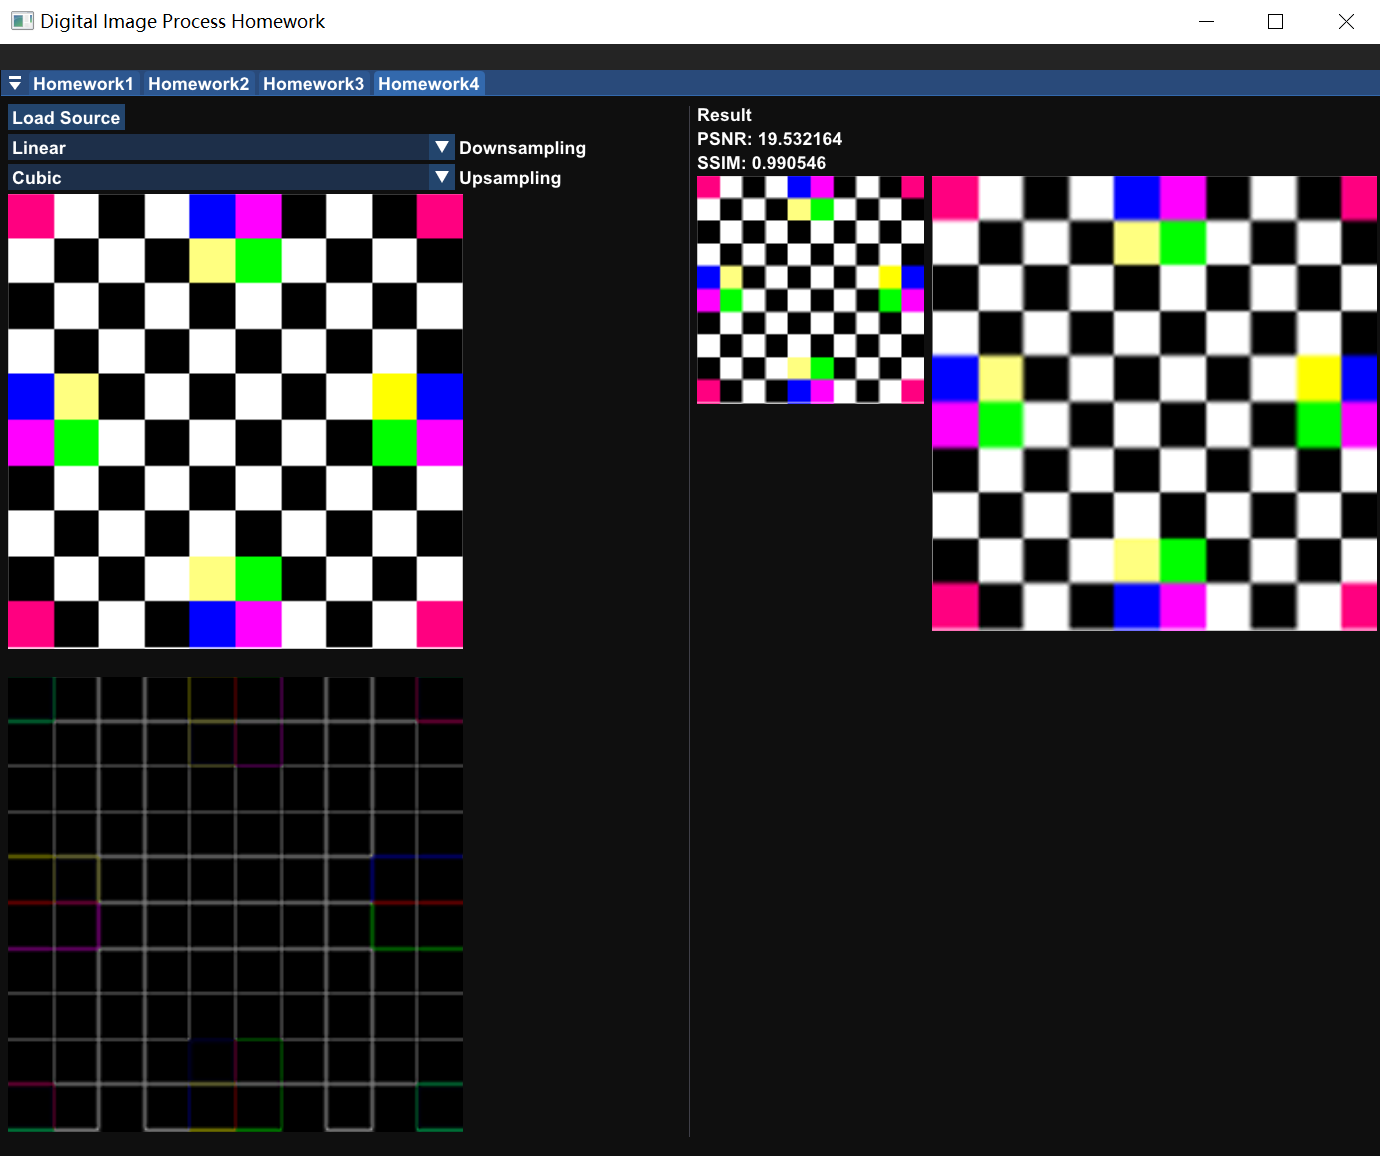 Digital Image Process Homework
Homework1 Homework2 Homework3 Homework4
Load Source
Linear Downsampling
Cubic Upsampling
Result
PSNR: 19.532164
SSIM: 0.990546